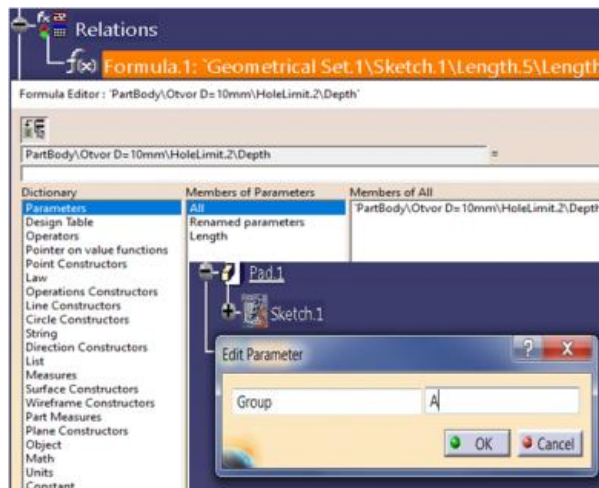 Relations
Formula.1: `Geometrical Set.1\Sketch.1\Length.5\Length
Formula Editor : `PartBody\Otvor D=10mm\HoleLimit.2\Depth`
PartBody\Otvor D=10mm\HoleLimit.2\Depth =
Dictionary Members of Parameters Members of All
Parameters All `PartBody\Otvor D=10mm\HoleLimit.2\Depth
Design Table Renamed parameters
Operators Length
Pointer on value functions
Point Constructors
Law
Operations Constructors
Line Constructors
Circle Constructors
String
Direction Constructors
List
Measures
Surface Constructors
Wireframe Constructors
Part Measures
Plane Constructors
Object
Math
Units
Constant
Pad.1
Sketch.1
Edit Parameter ? X
Group A
OK Cancel